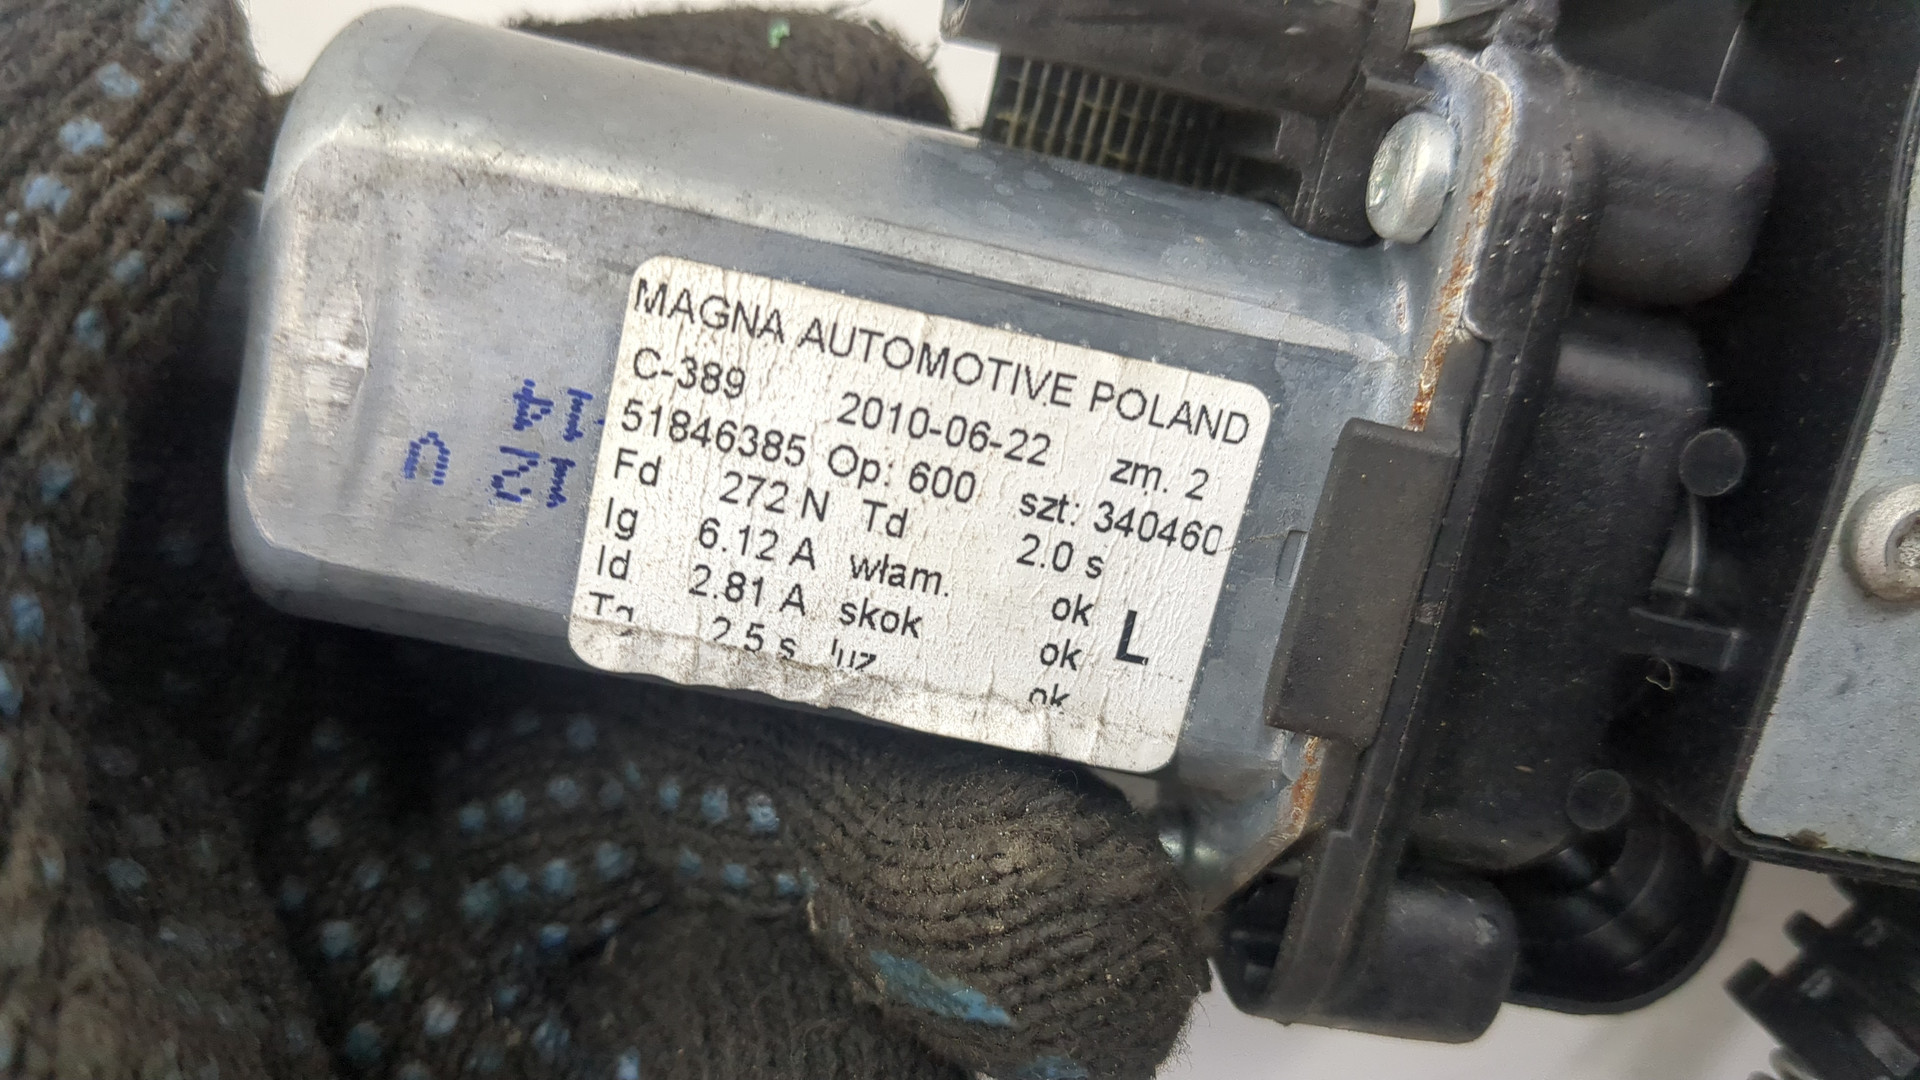 MAGNA AUTOMOTIVE POLAND
C-389 2010-06-22 zm. 2
51846385 Op: 600 szt: 340460
Fd 272 N Td 2.0 s
Ig 6.12 A włam. ok
Id 2.81 A skok ok L
Tg 2.5 s luz ok